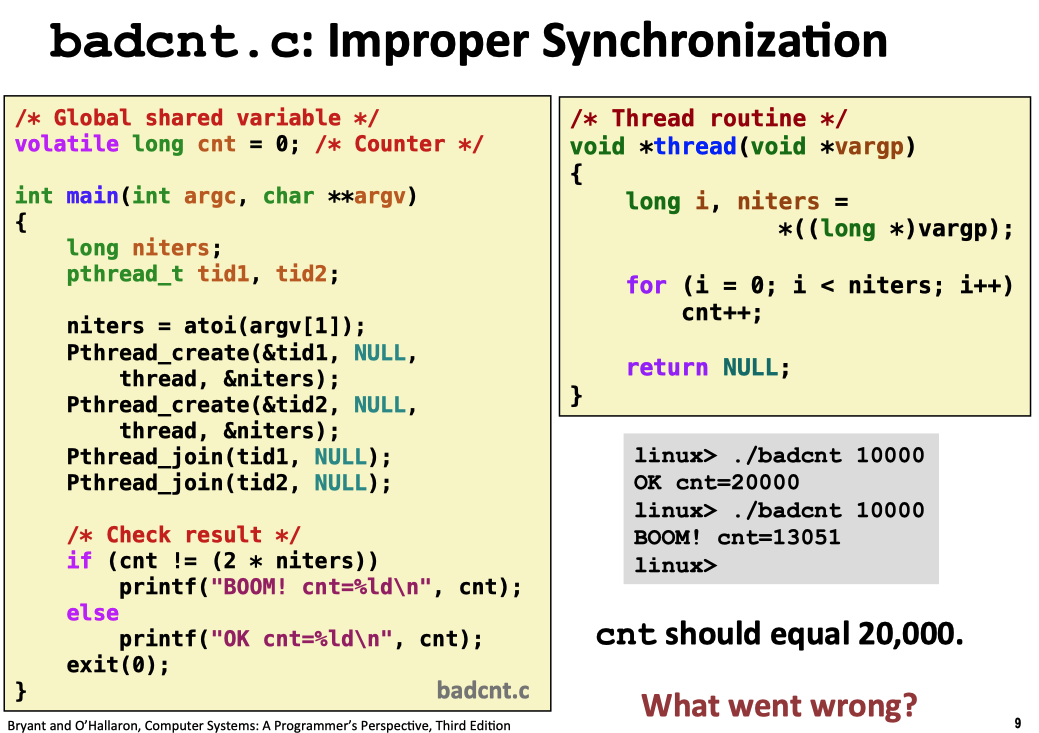 badcnt.c: Improper Synchronization
/* Global shared variable */
volatile long cnt = 0; /* Counter */
int main(int argc, char **argv)
{
    long niters;
    pthread_t tid1, tid2;
    niters = atoi(argv[1]);
    Pthread_create(&tid1, NULL,
        thread, &niters);
    Pthread_create(&tid2, NULL,
        thread, &niters);
    Pthread_join(tid1, NULL);
    Pthread_join(tid2, NULL);
    /* Check result */
    if (cnt != (2 * niters))
        printf("BOOM! cnt=%ld\n", cnt);
    else
        printf("OK cnt=%ld\n", cnt);
    exit(0);
}
badcnt.c
/* Thread routine */
void *thread(void *vargp)
{
    long i, niters =
               *((long *)vargp);
    for (i = 0; i < niters; i++)
        cnt++;
    return NULL;
}
linux> ./badcnt 10000
OK cnt=20000
linux> ./badcnt 10000
BOOM! cnt=13051
linux>
cnt should equal 20,000.
What went wrong?
Bryant and O'Hallaron, Computer Systems: A Programmer's Perspective, Third Edition
9